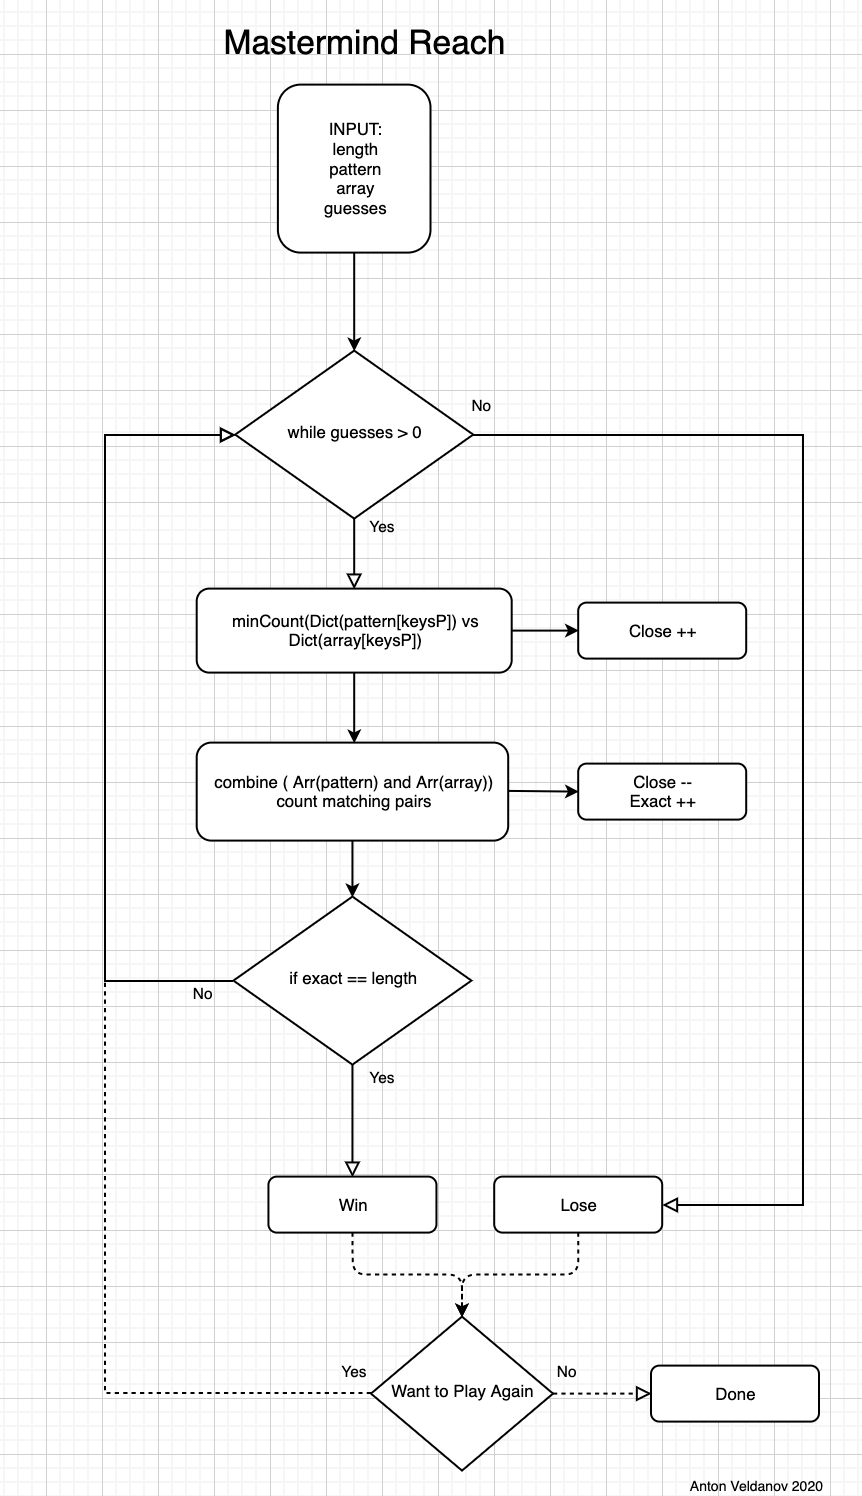 Mastermind Reach
INPUT:
length
pattern
array
guesses
while guesses > 0
No
Yes
minCount(Dict(pattern[keysP]) vs
Dict(array[keysP])
Close ++
combine ( Arr(pattern) and Arr(array))
count matching pairs
Close --
Exact ++
if exact == length
No
Yes
Win
Lose
Want to Play Again
Yes
No
Done
Anton Veldanov 2020